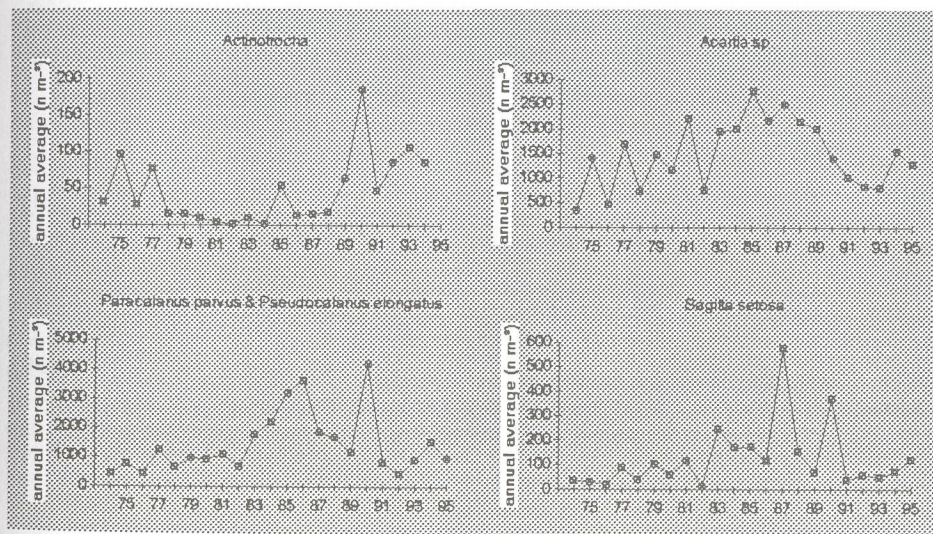 Actinotrocha
annual average (n m-³)
200
150
100
50
0
75 77 79 81 83 85 87 89 91 93 95
Acartia sp
annual average (n m-³)
3000
2500
2000
1500
1000
500
0
75 77 79 81 83 85 87 89 91 93 95
Paracalanus parvus & Pseudocalanus elongatus
annual average (n m-³)
5000
4000
3000
2000
1000
0
75 77 79 81 83 85 87 89 91 93 95
Sagitta setosa
annual average (n m-³)
600
500
400
300
200
100
0
75 77 79 81 83 85 87 89 91 93 95